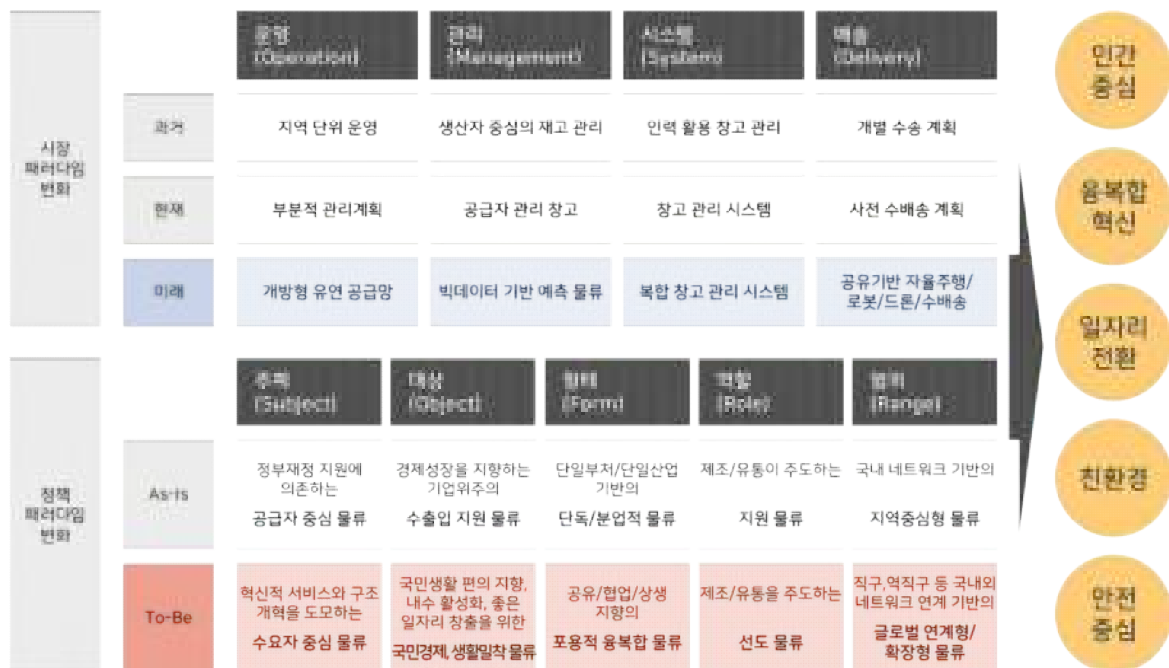 운영 관리 시스템 배송
(Operation) (Management) (System) (Delivery)
시장
패러다임
변화
과거 지역 단위 운영 생산자 중심의 재고 관리 인력 활용 창고 관리 개별 수송 계획
현재 부분적 관리계획 공급자 관리 창고 창고 관리 시스템 사전 수배송 계획
미래 개방형 유연 공급망 빅데이터 기반 예측 물류 복합 창고 관리 시스템 공유기반 자율주행/
로봇/드론/수배송
주체 대상 형태 역할 범위
(Subject) (Object) (Form) (Role) (Range)
정책
패러다임
변화
As-Is
정부재정 지원에
의존하는
공급자 중심 물류
경제성장을 지향하는
기업위주의
수출입 지원 물류
단일부처/단일산업
기반의
단독/분업적 물류
제조/유통이 주도하는
지원 물류
국내 네트워크 기반의
지역중심형 물류
To-Be
혁신적 서비스와 구조
개혁을 도모하는
수요자 중심 물류
국민생활 편의 지향,
내수 활성화, 좋은
일자리 창출을 위한
국민경제, 생활밀착 물류
공유/협업/상생
지향의
포용적 융복합 물류
제조/유통을 주도하는
선도 물류
직구,역직구 등 국내외
네트워크 연계 기반의
글로벌 연계형/
확장형 물류
인간
중심
융복합
혁신
일자리
전환
친환경
안전
중심